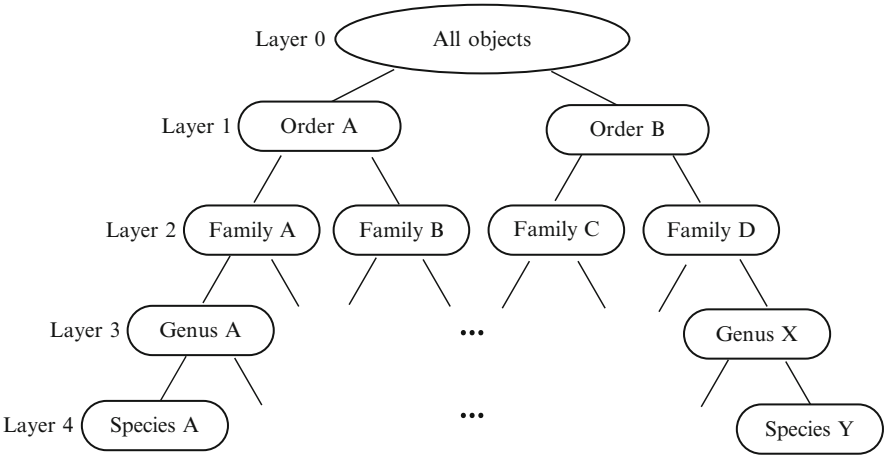 Layer 0 All objects
Layer 1 Order A Order B
Layer 2 Family A Family B Family C Family D
Layer 3 Genus A ... Genus X
Layer 4 Species A ... Species Y